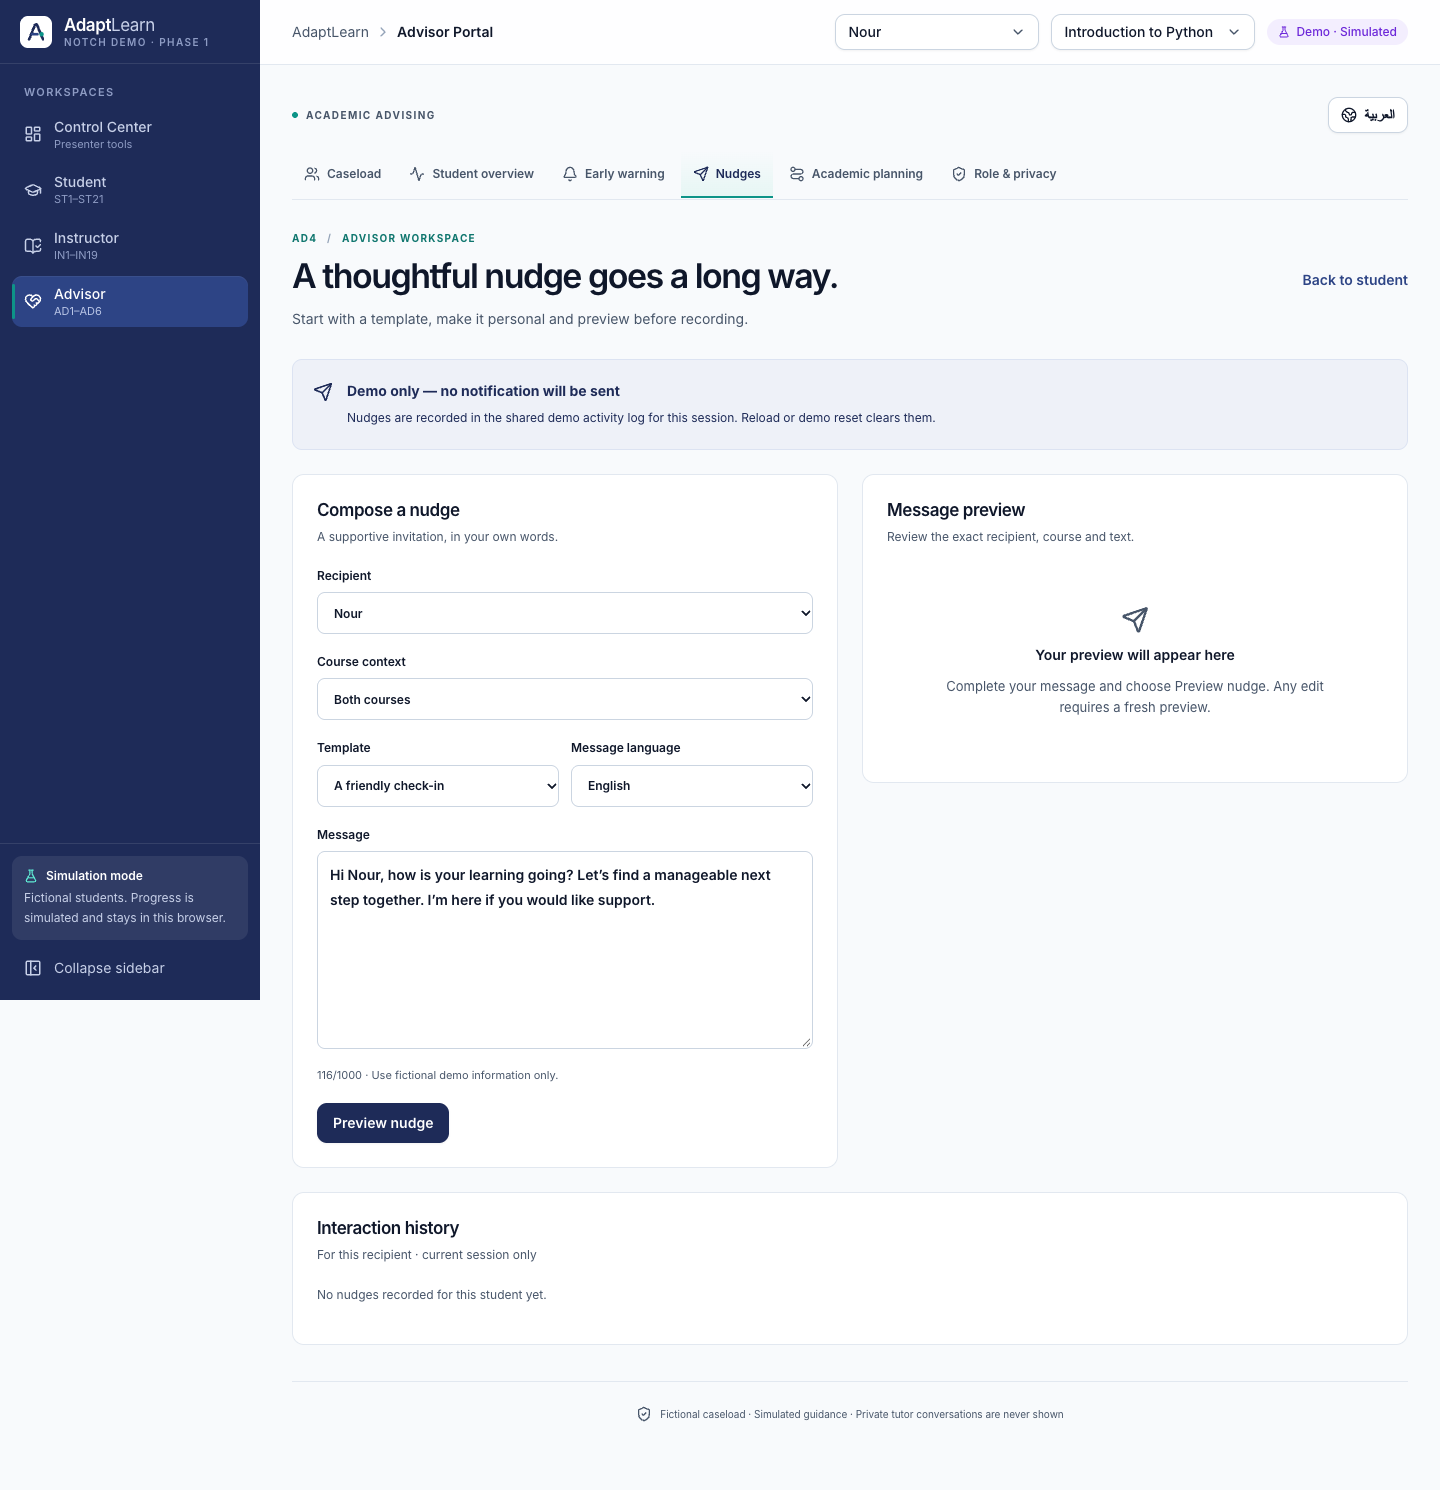 AdaptLearn
NOTCH DEMO · PHASE 1
WORKSPACES
Control Center
Presenter tools
Student
ST1–ST21
Instructor
IN1–IN19
Advisor
AD1–AD6
Simulation mode
Fictional students. Progress is
simulated and stays in this browser.
Collapse sidebar
AdaptLearn
Advisor Portal
Nour
Introduction to Python
Demo · Simulated
ACADEMIC ADVISING
العربية
Caseload
Student overview
Early warning
Nudges
Academic planning
Role & privacy
AD4 / ADVISOR WORKSPACE
A thoughtful nudge goes a long way.
Back to student
Start with a template, make it personal and preview before recording.
Demo only — no notification will be sent
Nudges are recorded in the shared demo activity log for this session. Reload or demo reset clears them.
Compose a nudge
A supportive invitation, in your own words.
Recipient
Nour
Course context
Both courses
Template
Message language
A friendly check-in
English
Message
Hi Nour, how is your learning going? Let’s find a manageable next
step together. I’m here if you would like support.
116/1000 · Use fictional demo information only.
Preview nudge
Message preview
Review the exact recipient, course and text.
Your preview will appear here
Complete your message and choose Preview nudge. Any edit
requires a fresh preview.
Interaction history
For this recipient · current session only
No nudges recorded for this student yet.
Fictional caseload · Simulated guidance · Private tutor conversations are never shown